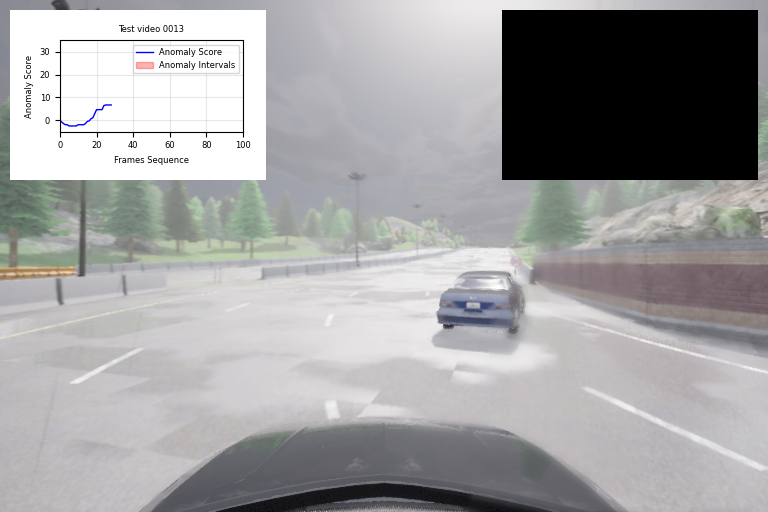 Test video 0013
Anomaly Score
30
20
10
0
Anomaly Score
Anomaly Intervals
0 20 40 60 80 100
Frames Sequence